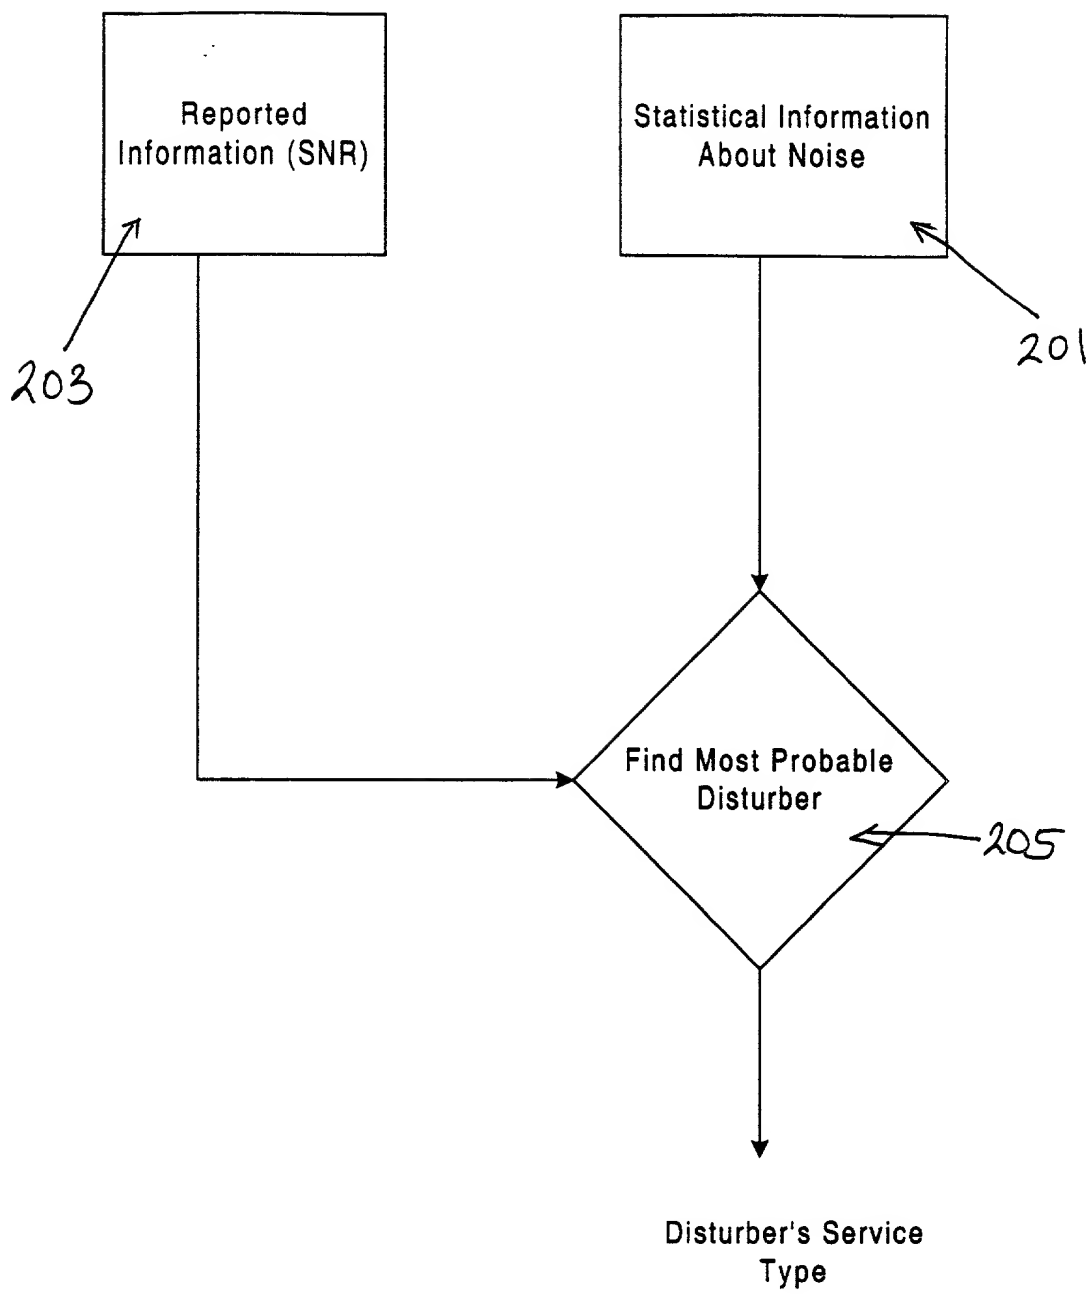 Reported
Information (SNR)
Statistical Information
About Noise
203
201
Find Most Probable
Disturber
205
Disturber's Service
Type